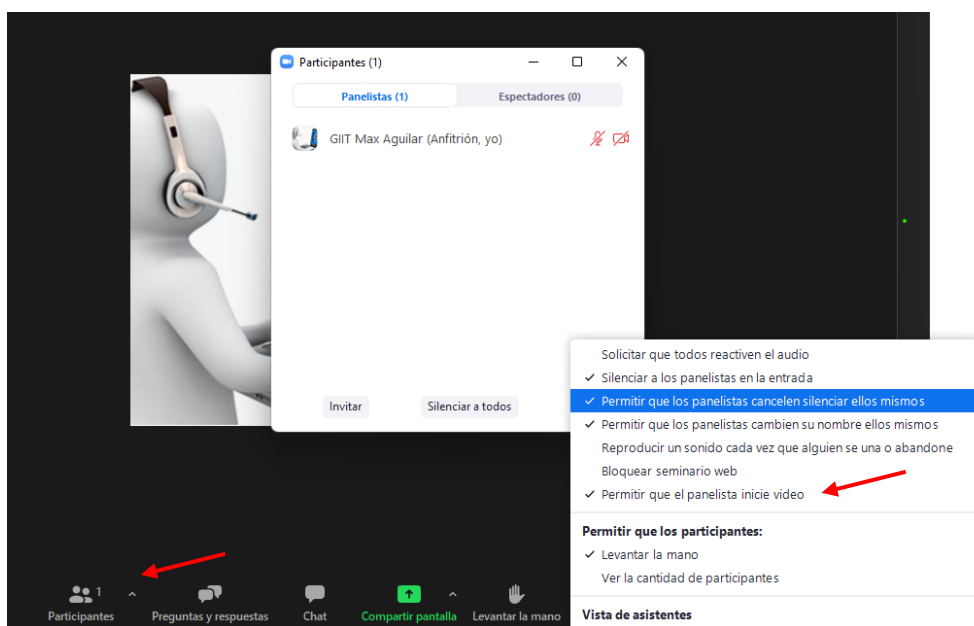 Participantes (1)
Panelistas (1)
Espectadores (0)
GIIT Max Aguilar (Anfitrión, yo)
Invitar
Silenciar a todos
Solicitar que todos reactiven el audio
Silenciar a los panelistas en la entrada
Permitir que los panelistas cancelen silenciar ellos mismos
Permitir que los panelistas cambien su nombre ellos mismos
Reproducir un sonido cada vez que alguien se una o abandone
Bloquear seminario web
Permitir que el panelista inicie video
Permitir que los participantes:
Levantar la mano
Ver la cantidad de participantes
Vista de asistentes
1
Participantes
Preguntas y respuestas
Chat
Compartir pantalla
Levantar la mano